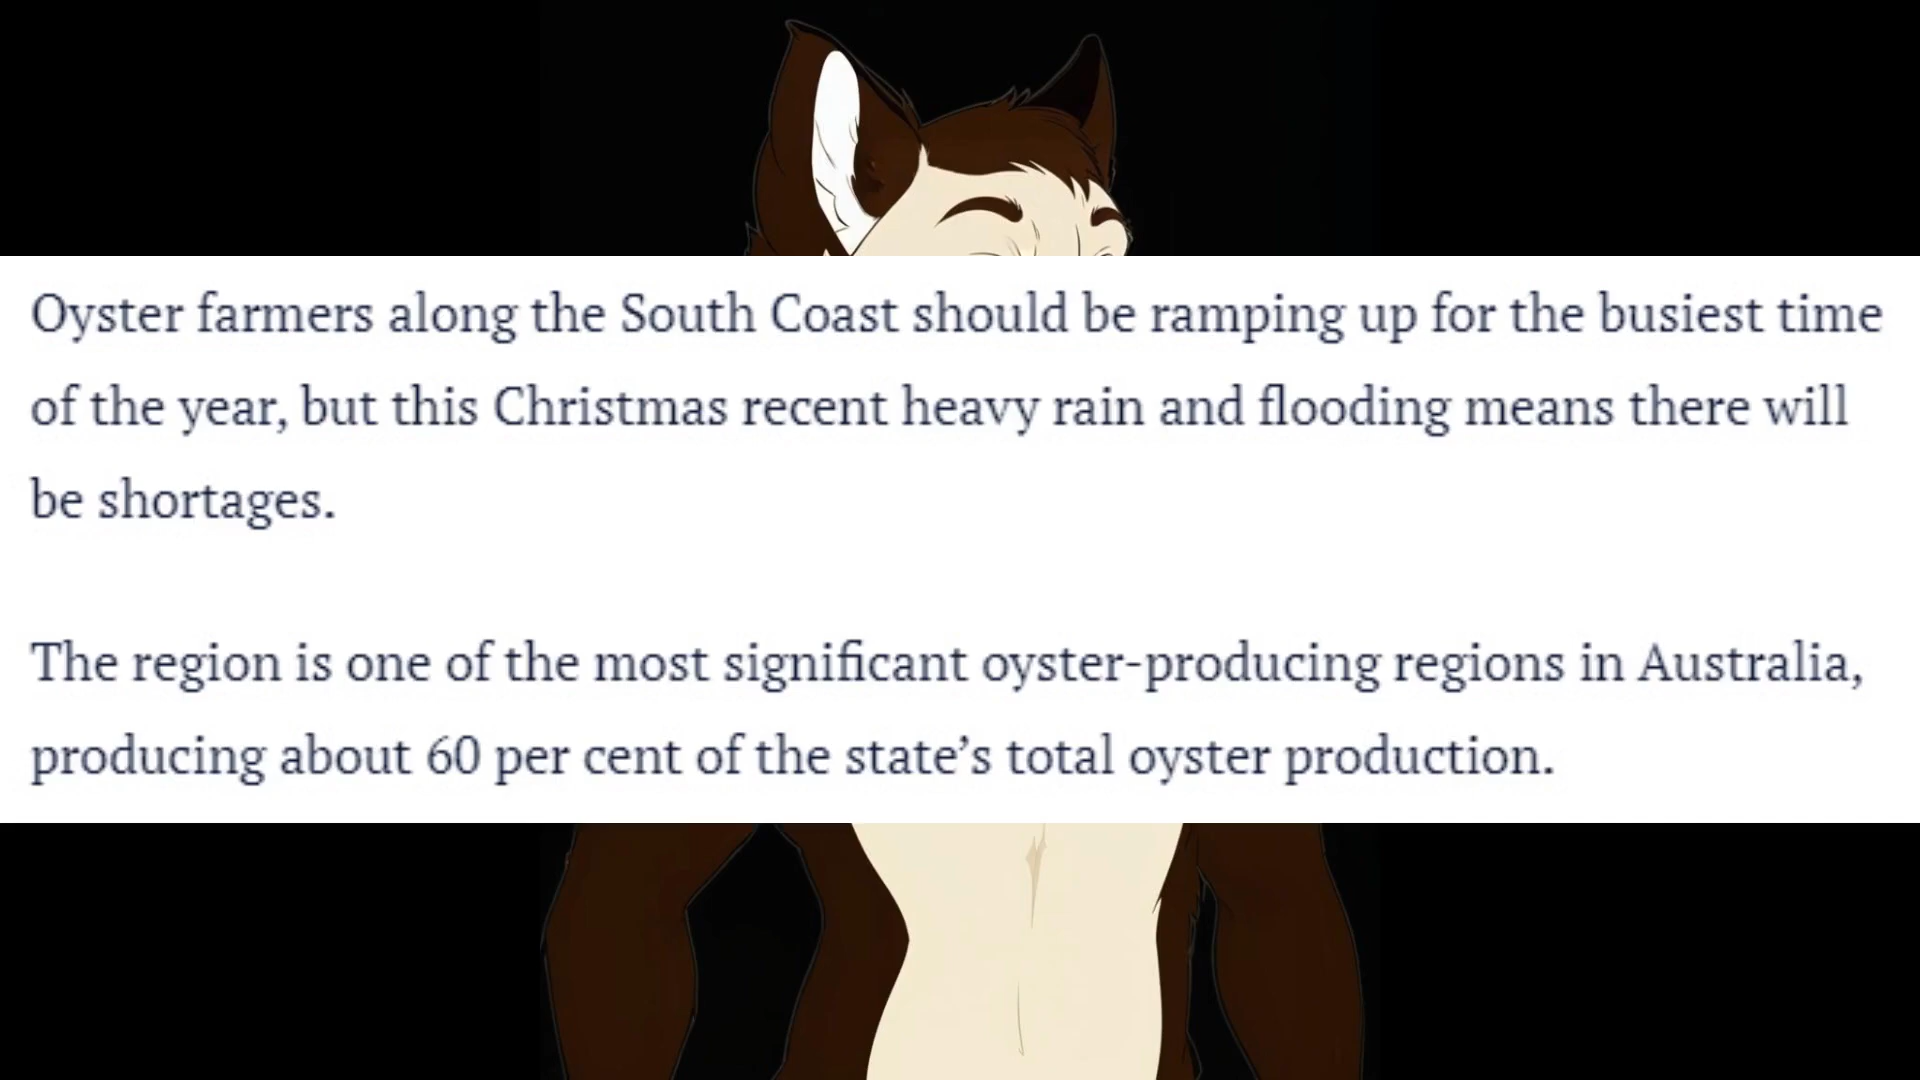 Oyster farmers along the South Coast should be ramping up for the busiest time
of the year, but this Christmas recent heavy rain and flooding means there will
be shortages.
The region is one of the most significant oyster-producing regions in Australia,
producing about 60 per cent of the state’s total oyster production.